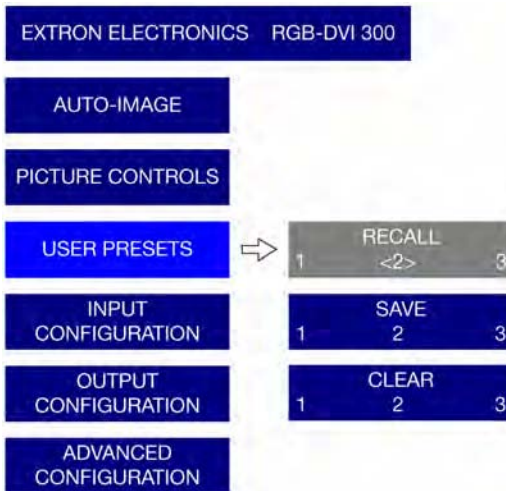 EXTRON ELECTRONICS RGB-DVI 300
AUTO-IMAGE
PICTURE CONTROLS
USER PRESETS
RECALL
1 <2> 3
INPUT
CONFIGURATION
SAVE
1 2 3
OUTPUT
CONFIGURATION
CLEAR
1 2 3
ADVANCED
CONFIGURATION